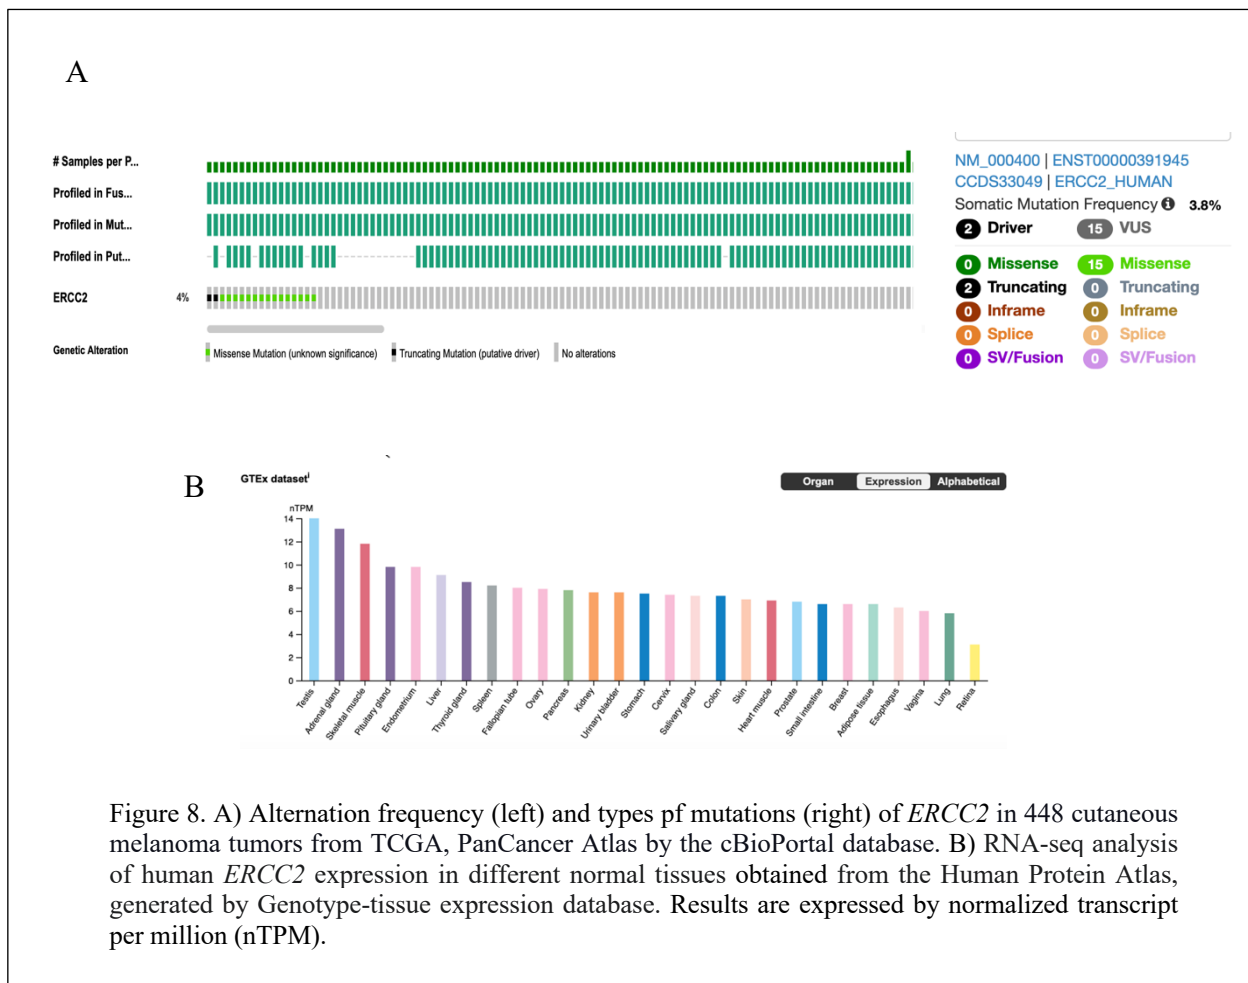 A
# Samples per P...
Profiled in Fus...
Profiled in Mut...
Profiled in Put...
ERCC2 4%
Genetic Alteration Missense Mutation (unknown significance) Truncating Mutation (putative driver) No alterations
NM_000400 | ENST00000391945
CCDS33049 | ERCC2_HUMAN
Somatic Mutation Frequency 3.8%
2 Driver 15 VUS
0 Missense 15 Missense
2 Truncating 0 Truncating
0 Inframe 0 Inframe
0 Splice 0 Splice
0 SV/Fusion 0 SV/Fusion
B
GTEx datasetⁱ
Organ Expression Alphabetical
nTPM
14
12
10
8
6
4
2
0
Testis
Adrenal gland
Skeletal muscle
Pituitary gland
Endometrium
Liver
Thyroid gland
Spleen
Fallopian tube
Ovary
Pancreas
Kidney
Urinary bladder
Stomach
Cervix
Salivary gland
Colon
Skin
Heart muscle
Prostate
Small intestine
Breast
Adipose tissue
Esophagus
Vagina
Lung
Retina
Figure 8. A) Alternation frequency (left) and types pf mutations (right) of ERCC2 in 448 cutaneous
melanoma tumors from TCGA, PanCancer Atlas by the cBioPortal database. B) RNA-seq analysis
of human ERCC2 expression in different normal tissues obtained from the Human Protein Atlas,
generated by Genotype-tissue expression database. Results are expressed by normalized transcript
per million (nTPM).